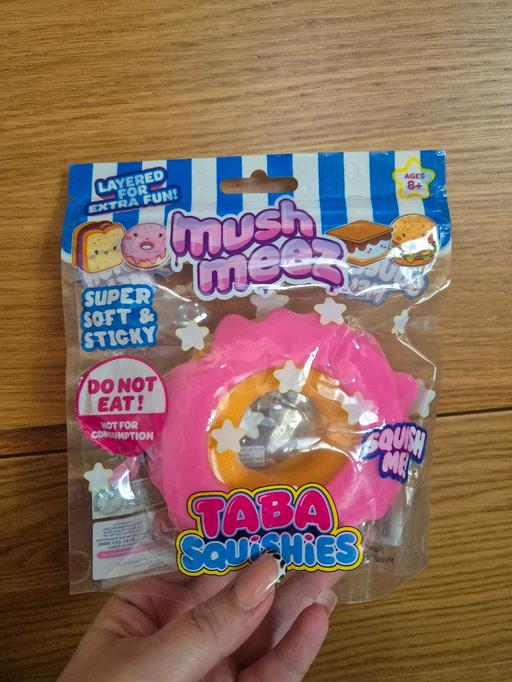 LAYERED
FOR
EXTRA FUN!
AGES
8+
mush
meez
SUPER
SOFT &
STICKY
DO NOT
EAT!
NOT FOR
CONSUMPTION
SQUISH
ME!
TABA
SQUISHIES